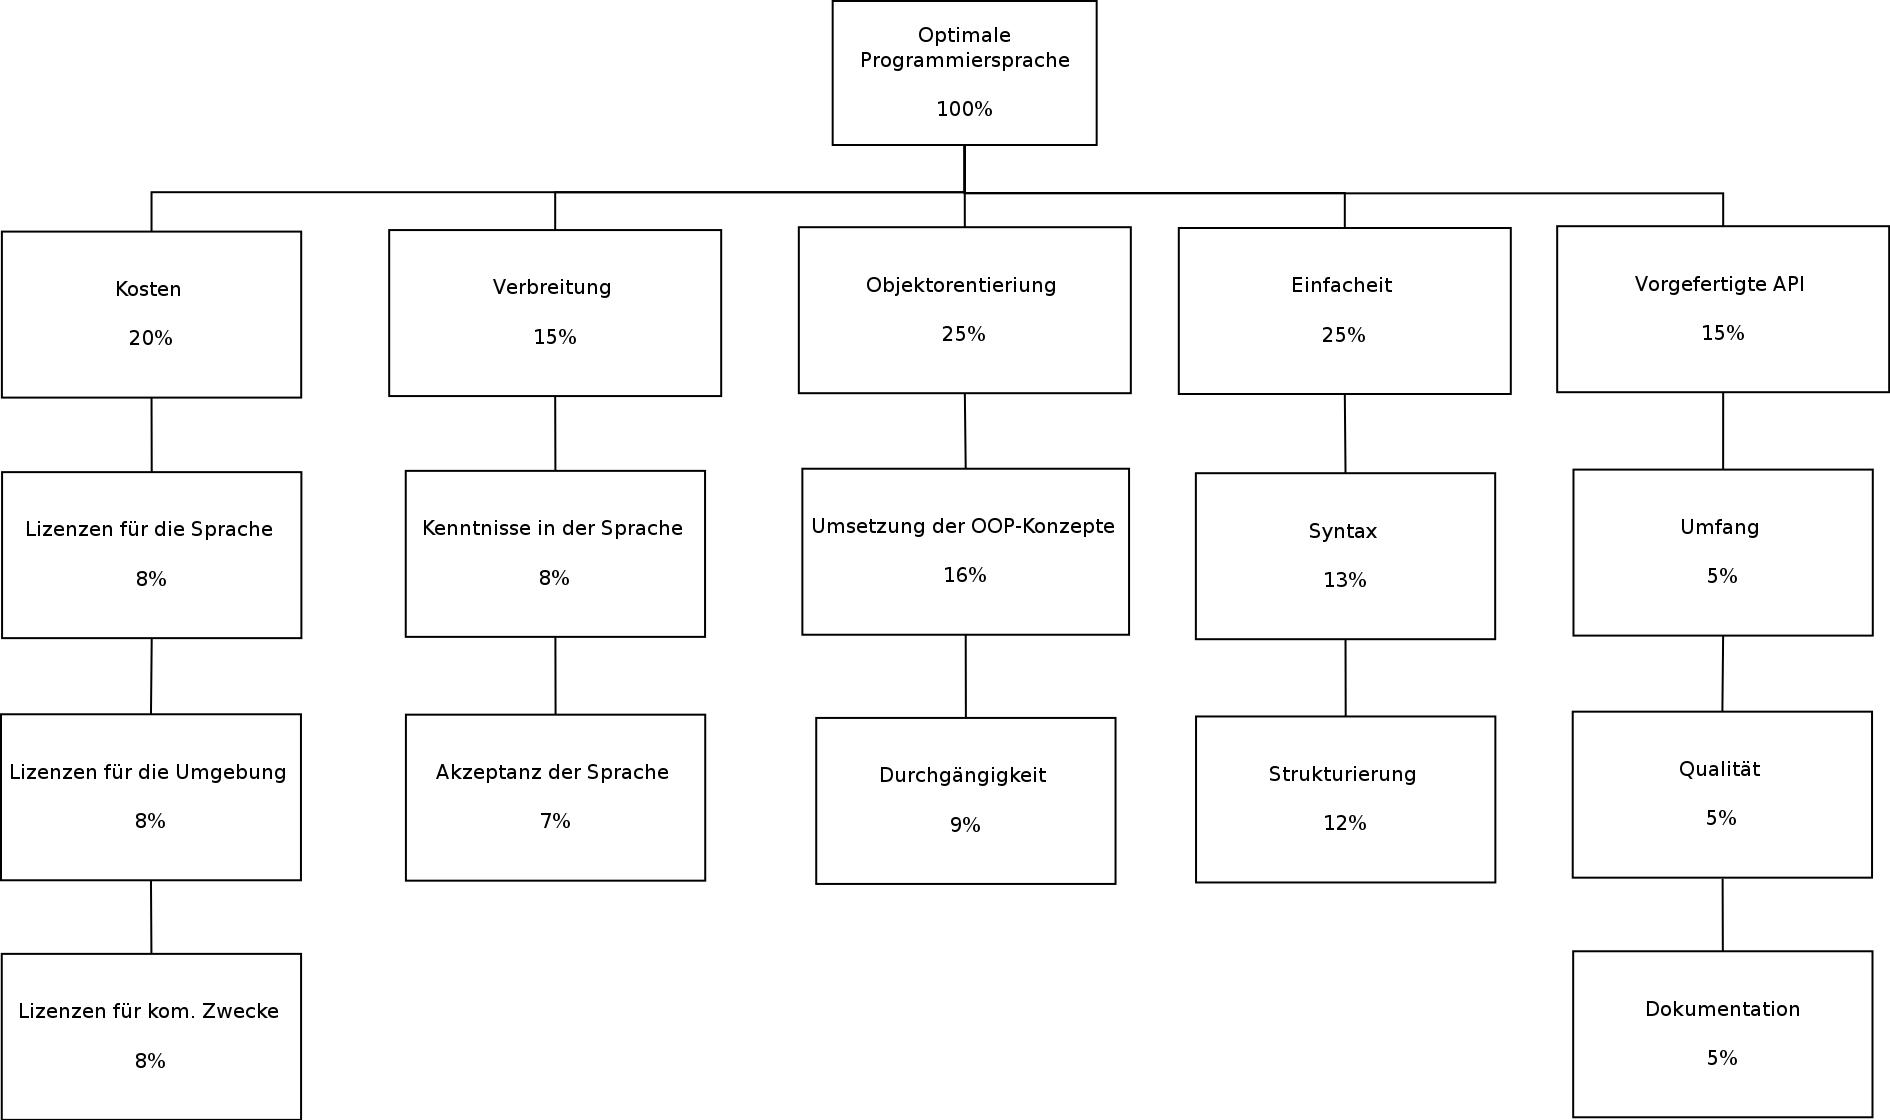 Optimale
Programmiersprache
100%
Kosten
20%
Verbreitung
15%
Objektorentieriung
25%
Einfacheit
25%
Vorgefertigte API
15%
Lizenzen für die Sprache
8%
Kenntnisse in der Sprache
8%
Umsetzung der OOP-Konzepte
16%
Syntax
13%
Umfang
5%
Lizenzen für die Umgebung
8%
Akzeptanz der Sprache
7%
Durchgängigkeit
9%
Strukturierung
12%
Qualität
5%
Lizenzen für kom. Zwecke
8%
Dokumentation
5%